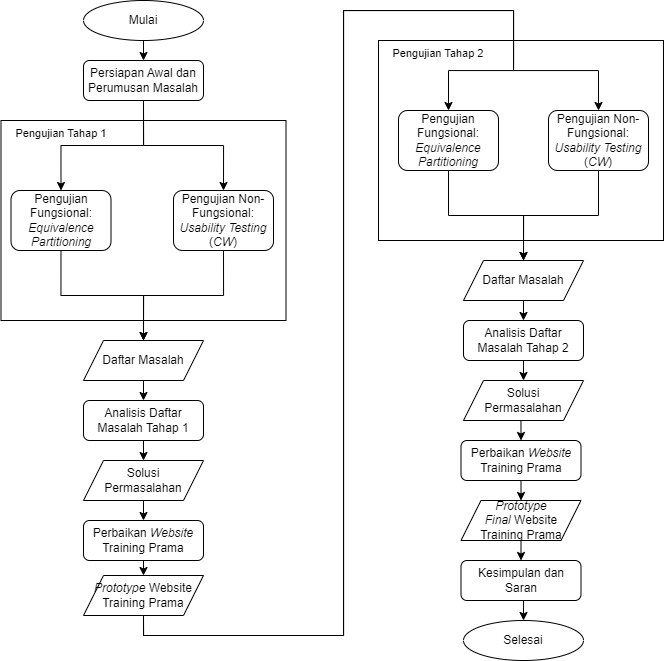 Mulai
Persiapan Awal dan
Perumusan Masalah
Pengujian Tahap 1
Pengujian
Fungsional:
Equivalence
Partitioning
Pengujian Non-
Fungsional:
Usability Testing
(CW)
Daftar Masalah
Analisis Daftar
Masalah Tahap 1
Solusi
Permasalahan
Perbaikan Website
Training Prama
Prototype Website
Training Prama
Pengujian Tahap 2
Pengujian
Fungsional:
Equivalence
Partitioning
Pengujian Non-
Fungsional:
Usability Testing
(CW)
Daftar Masalah
Analisis Daftar
Masalah Tahap 2
Solusi
Permasalahan
Perbaikan Website
Training Prama
Prototype
Final Website
Training Prama
Kesimpulan dan
Saran
Selesai